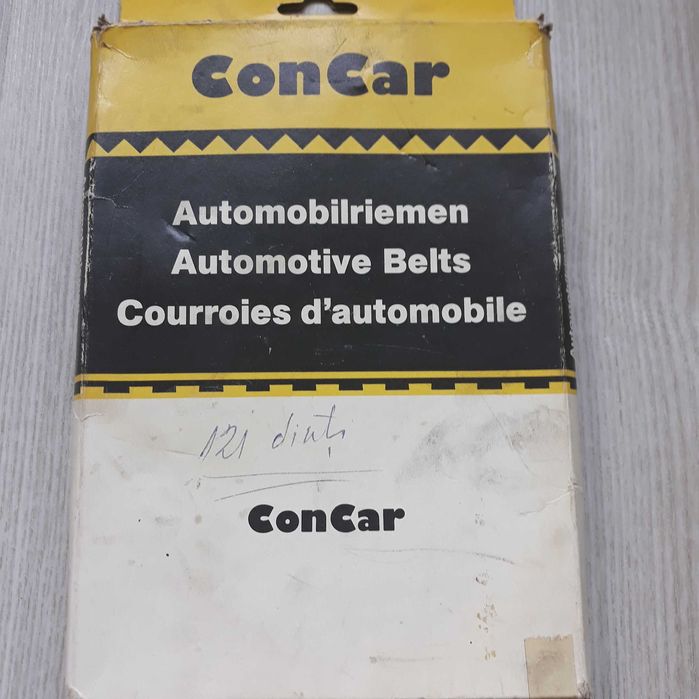 ConCar
Automobilriemen
Automotive Belts
Courroies d'automobile
121 dinți
ConCar